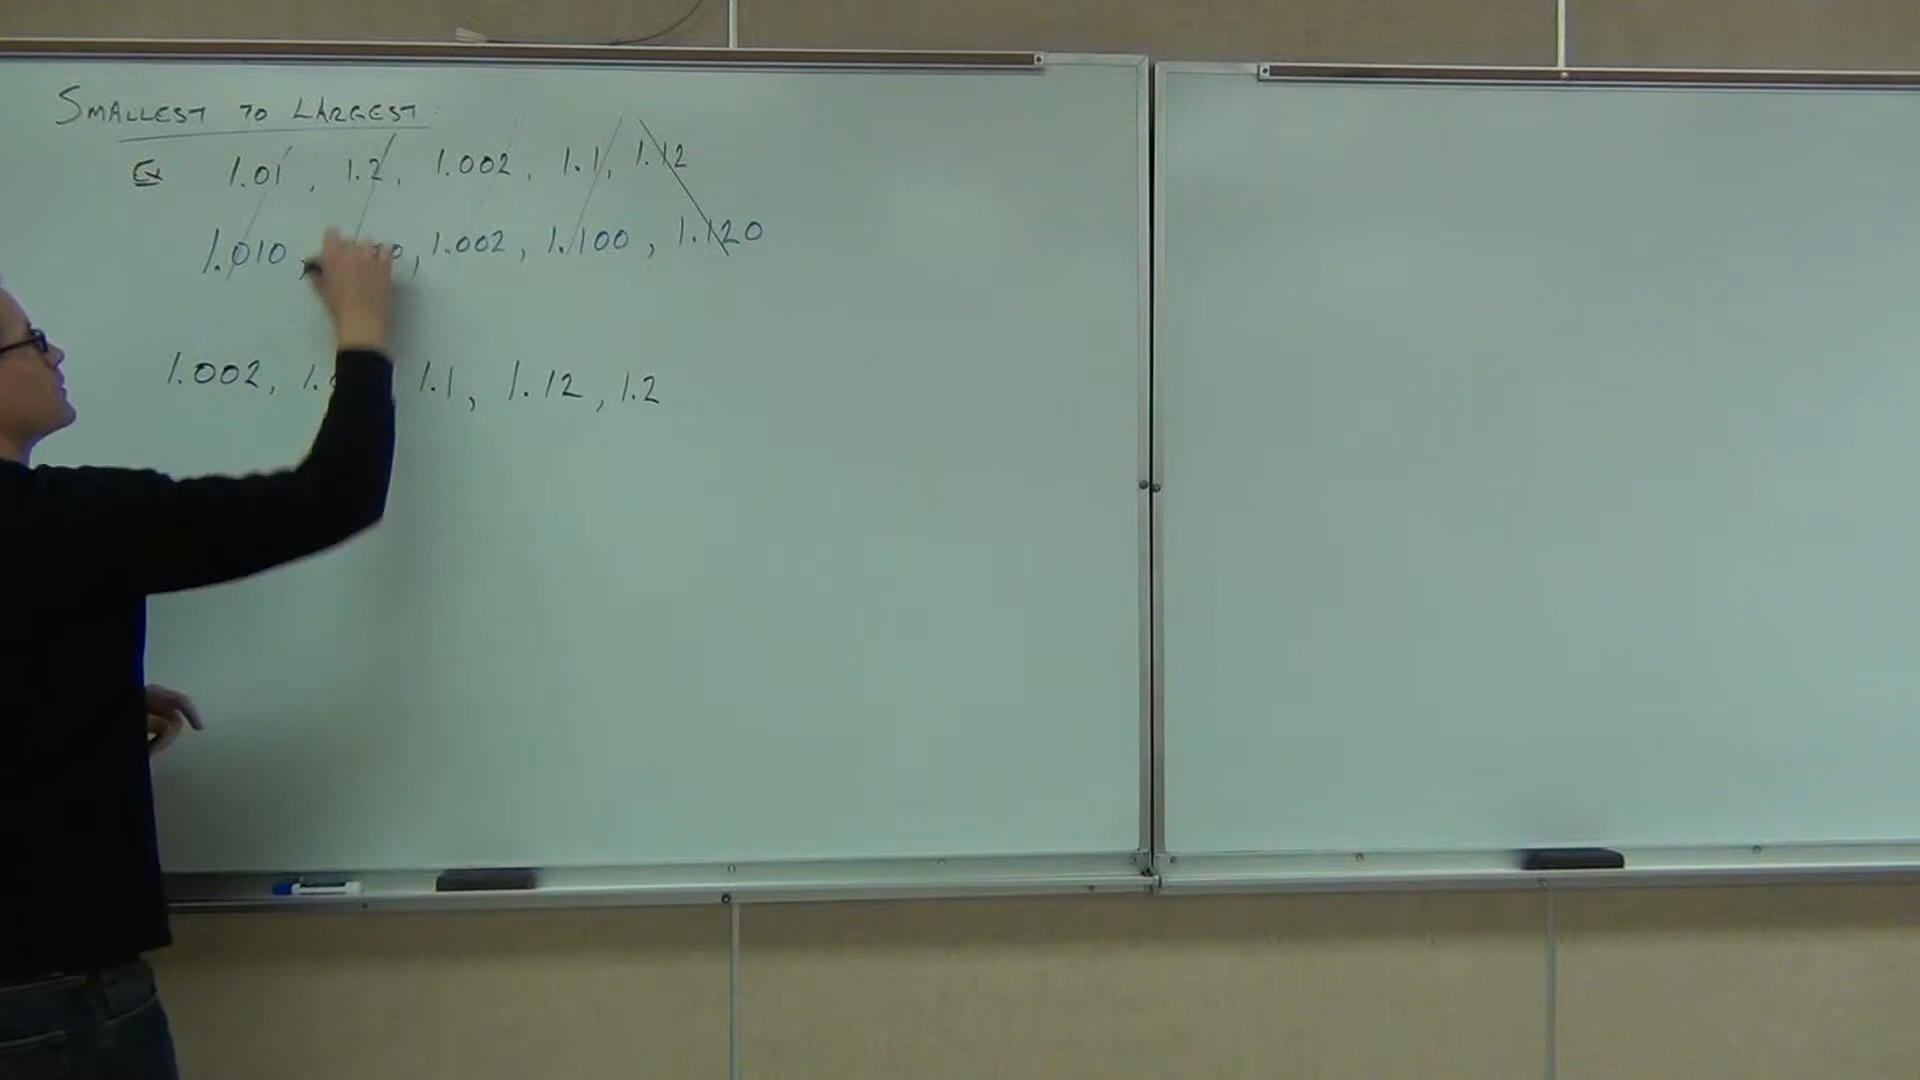 SMALLEST TO LARGEST
Ex 1.01, 1.2, 1.002, 1.1, 1.12
1.010, , 1.002, 1.100, 1.120
1.002, 1.1, 1.12, 1.2